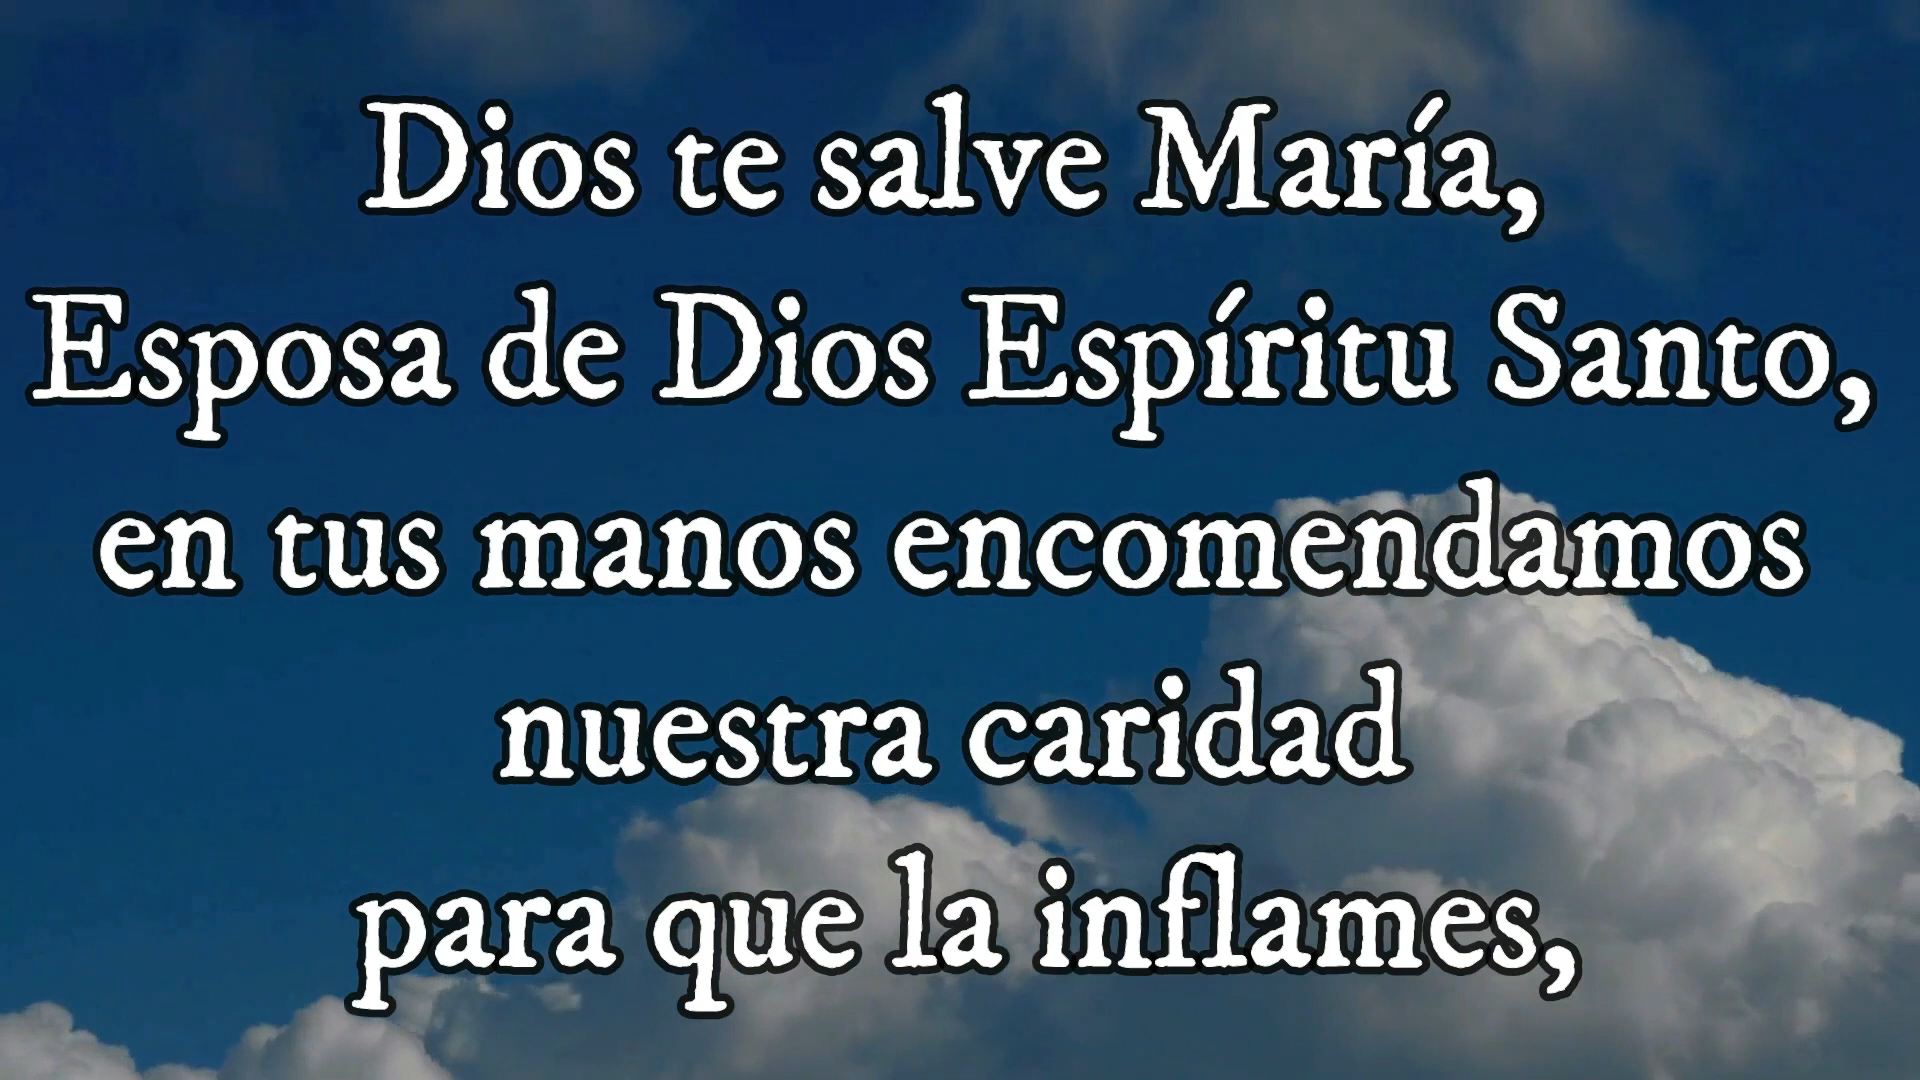 Dios te salve María,
Esposa de Dios Espíritu Santo,
en tus manos encomendamos
nuestra caridad
para que la inflames,